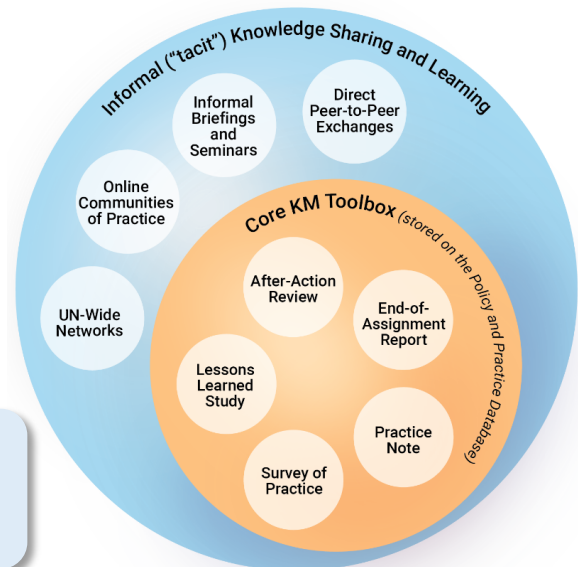 Informal (“tacit”) Knowledge Sharing and Learning
Direct
Peer-to-Peer
Exchanges
Informal
Briefings
and
Seminars
Online
Communities
of Practice
UN-Wide
Networks
Core KM Toolbox (stored on the Policy and Practice Database)
After-Action
Review
End-of-
Assignment
Report
Lessons
Learned
Study
Practice
Note
Survey of
Practice